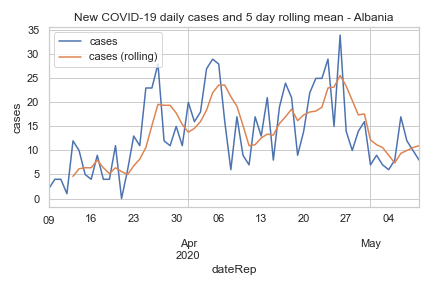 New COVID-19 daily cases and 5 day rolling mean - Albania
cases
cases (rolling)
cases
35
30
25
20
15
10
5
0
09 16 23 30 06 13 20 27 04
Apr May
2020
dateRep